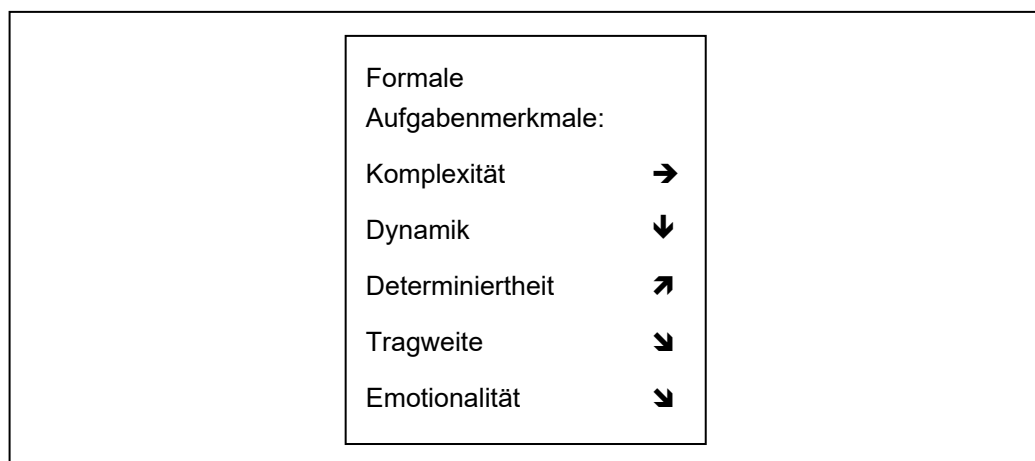 Formale
Aufgabenmerkmale:
Komplexität ➔
Dynamik 🡫
Determiniertheit 🡭
Tragweite 🡮
Emotionalität 🡮